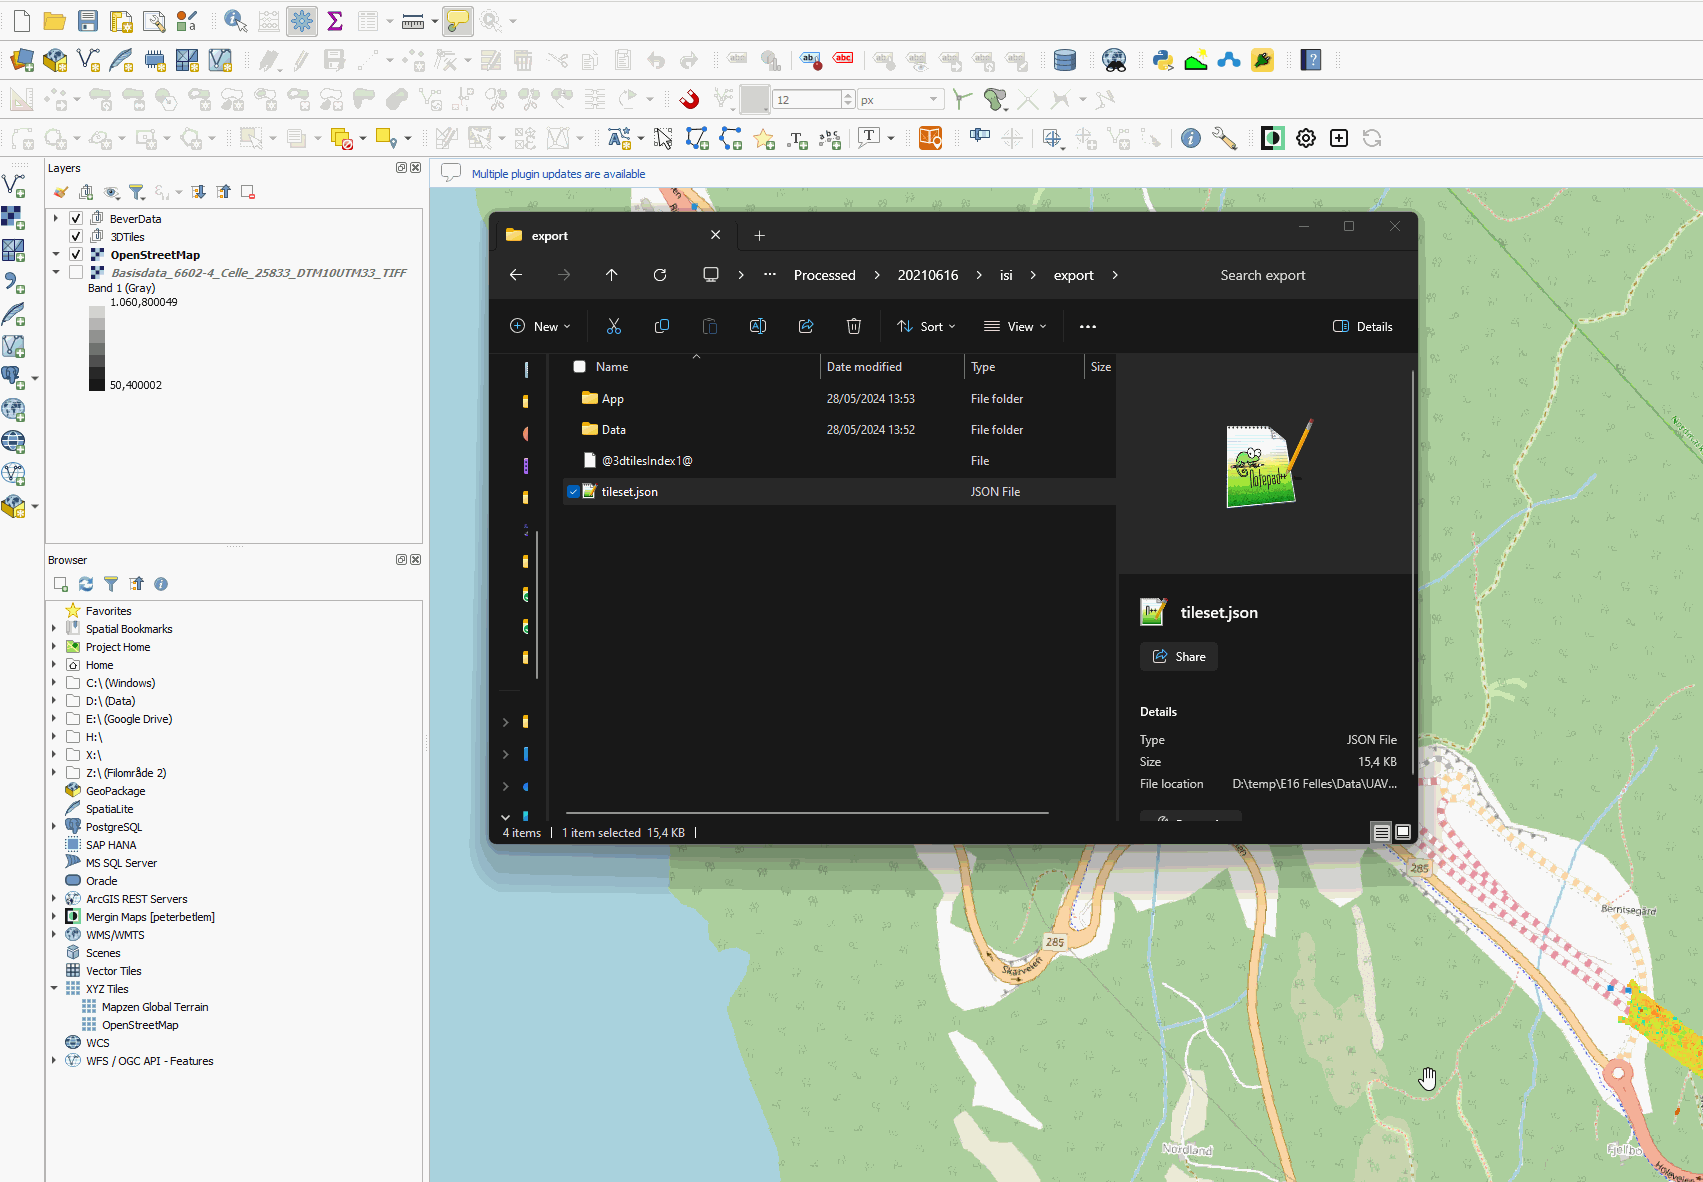 12
px
Layers
Multiple plugin updates are available
BeverData
3DTiles
OpenStreetMap
Basisdata_6602-4_Celle_25833_DTM10UTM33_TIFF
Band 1 (Gray)
1.060,800049
50,400002
Browser
Favorites
Spatial Bookmarks
Project Home
Home
C:\ (Windows)
D:\ (Data)
E:\ (Google Drive)
H:\
X:\
Z:\ (Filområde 2)
GeoPackage
SpatiaLite
PostgreSQL
SAP HANA
MS SQL Server
Oracle
ArcGIS REST Servers
Mergin Maps [peterbetlem]
WMS/WMTS
Scenes
Vector Tiles
XYZ Tiles
Mapzen Global Terrain
OpenStreetMap
WCS
WFS / OGC API - Features
export
Processed
20210616
isi
export
Search export
New
Sort
View
Details
Name
Date modified
Type
Size
App
28/05/2024 13:53
File folder
Data
28/05/2024 13:52
File folder
@3dtilesIndex1@
File
tileset.json
JSON File
Notepad++
tileset.json
Share
Details
Type
JSON File
Size
15,4 KB
File location
D:\temp\E16 Felles\Data\UAV...
4 items
1 item selected 15,4 KB
285
Berntsegård
285
Skarveien
Nordland
Fjellbo
Holeveien